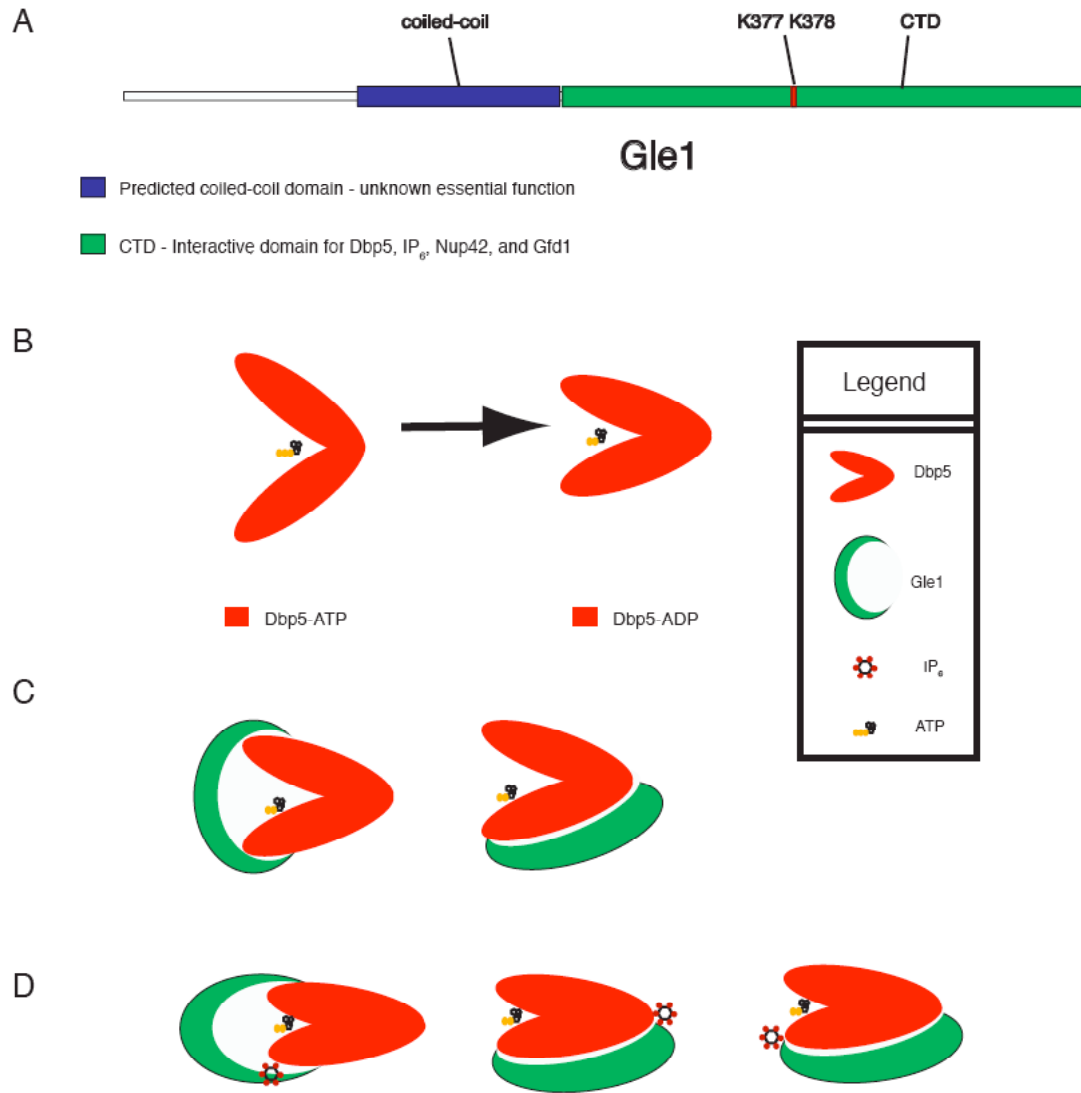 A
coiled-coil
K377 K378
CTD
Gle1
Predicted coiled-coil domain - unknown essential function
CTD - Interactive domain for Dbp5, IP₆, Nup42, and Gfd1
B
Legend
Dbp5
Gle1
IP₆
ATP
Dbp5-ATP
Dbp5-ADP
C
D